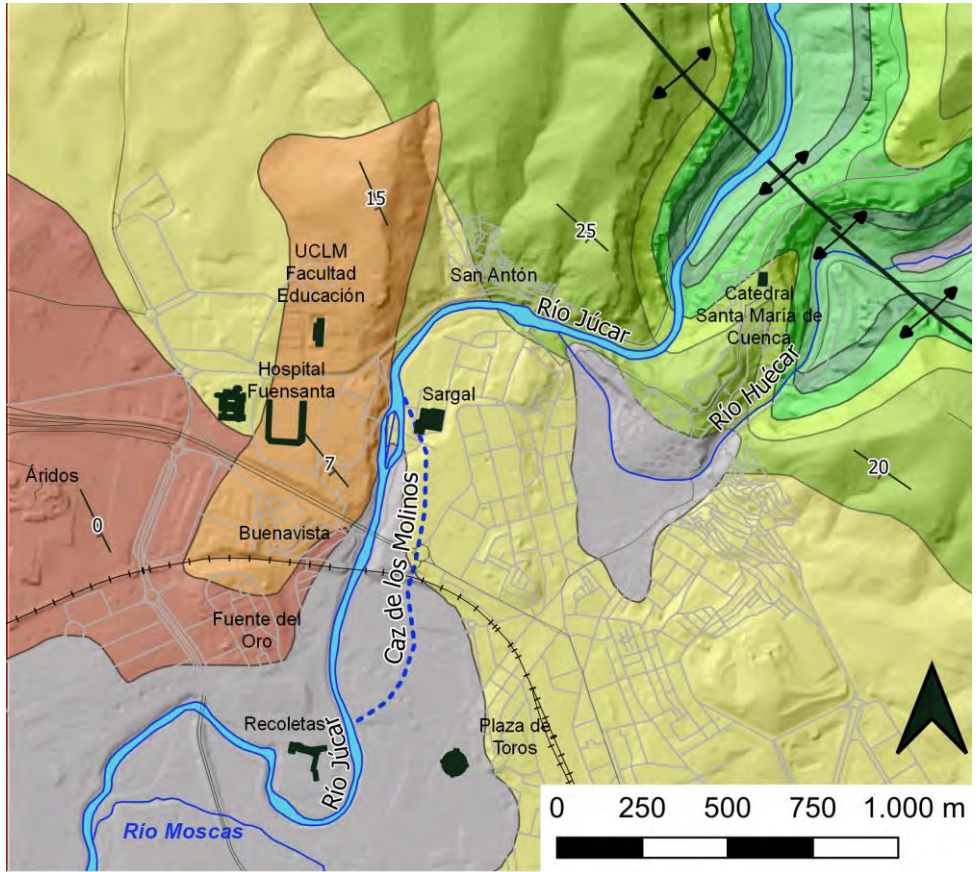 15
25
UCLM
Facultad
Educación
San Antón
Río Júcar
Catedral
Santa María de
Cuenca
Hospital
Fuensanta
Sargal
Río Huécar
7
20
Áridos
0
Buenavista
Caz de los Molinos
Fuente del
Oro
Recoletas
Río Júcar
Plaza de
Toros
Río Moscas
0 250 500 750 1.000 m